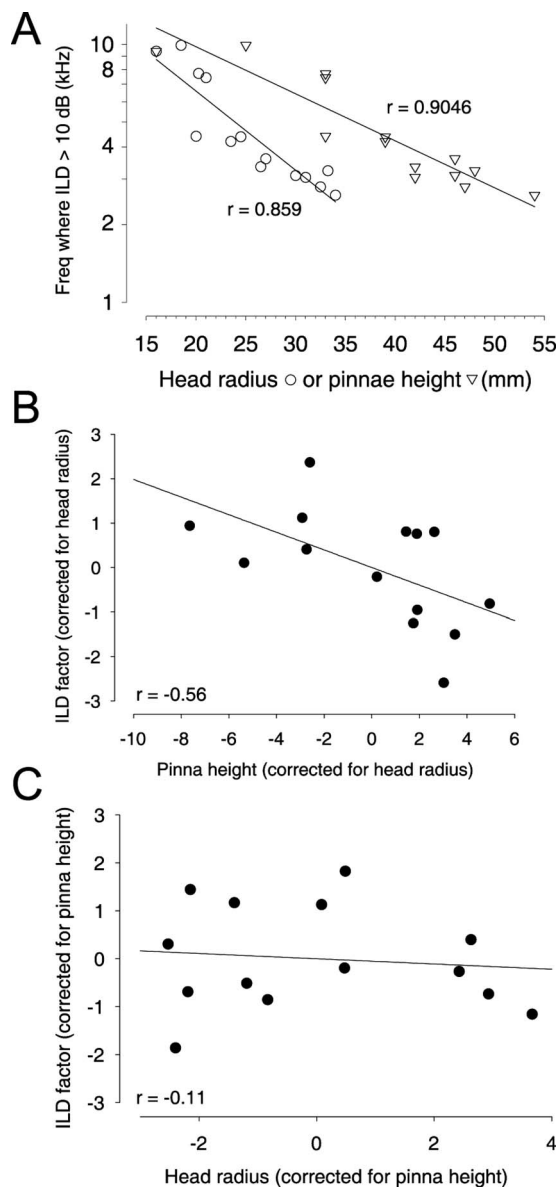 A
Freq where ILD > 10 dB (kHz)
10
8
6
4
2
1
r = 0.9046
r = 0.859
15 20 25 30 35 40 45 50 55
Head radius ○ or pinnae height ▽ (mm)
B
ILD factor (corrected for head radius)
3
2
1
0
-1
-2
-3
r = -0.56
-10 -8 -6 -4 -2 0 2 4 6
Pinna height (corrected for head radius)
C
ILD factor (corrected for pinna height)
3
2
1
0
-1
-2
-3
r = -0.11
-2 0 2 4
Head radius (corrected for pinna height)